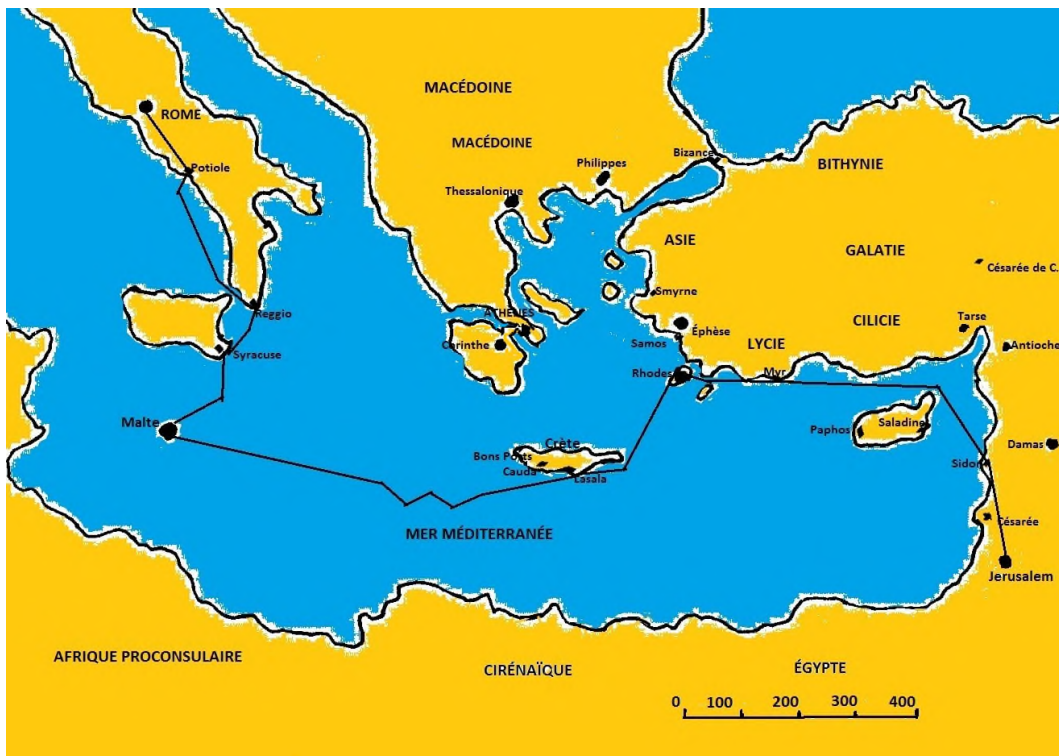 MACÉDOINE
ROME
MACÉDOINE
Bizance
Philippes
BITHYNIE
Potiole
Thessalonique
ASIE
GALATIE
Césarée de C.
Smyrne
Reggio
ATHÈNES
CILICIE
Tarse
Éphèse
Corinthe
Samos
LYCIE
Antioche
Syracuse
Rhodes
Myr
Malte
Saladine
Paphos
Crète
Damas
Bons Ports
Cauda
Lasala
Sidon
Césarée
MER MÉDITERRANÉE
Jerusalem
AFRIQUE PROCONSULAIRE
CIRÉNAÏQUE
ÉGYPTE
0 100 200 300 400